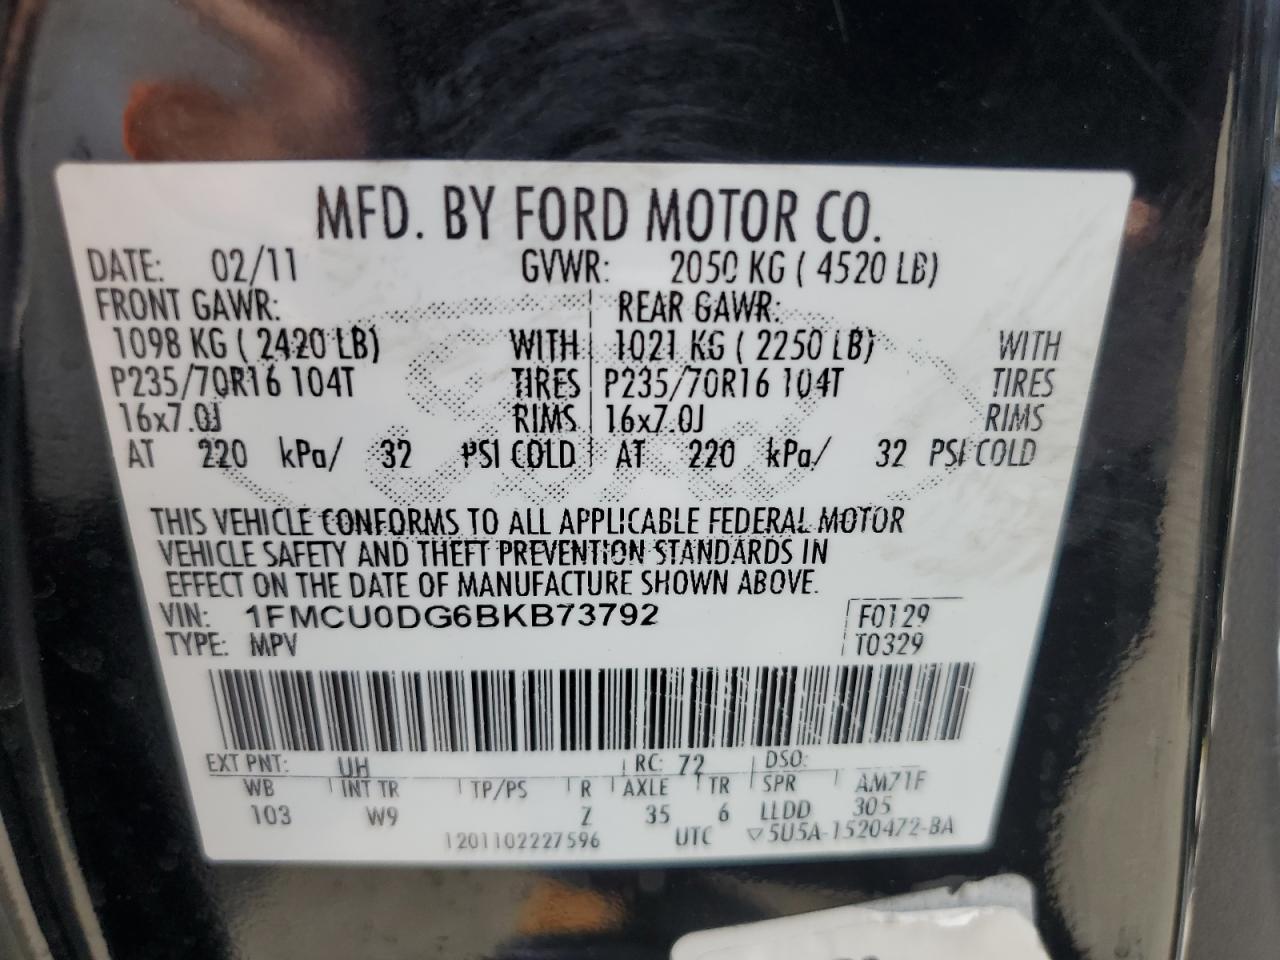 MFD. BY FORD MOTOR CO.
DATE: 02/11 GVWR: 2050 KG ( 4520 LB)
FRONT GAWR: REAR GAWR:
1098 KG ( 2420 LB) WITH 1021 KG ( 2250 LB) WITH
P235/70R16 104T TIRES P235/70R16 104T TIRES
16x7.0J RIMS 16x7.0J RIMS
AT 220 kPa/ 32 PSI COLD AT 220 kPa/ 32 PSI COLD
THIS VEHICLE CONFORMS TO ALL APPLICABLE FEDERAL MOTOR
VEHICLE SAFETY AND THEFT PREVENTION STANDARDS IN
EFFECT ON THE DATE OF MANUFACTURE SHOWN ABOVE.
VIN: 1FMCU0DG6BKB73792 F0129
TYPE: MPV T0329
EXT PNT: UH RC: 72 DSO:
WB INT TR TP/PS R AXLE TR SPR AM71F
103 W9 Z 35 6 LLDD 305
1201102227596 UTC ▽5U5A-1520472-BA